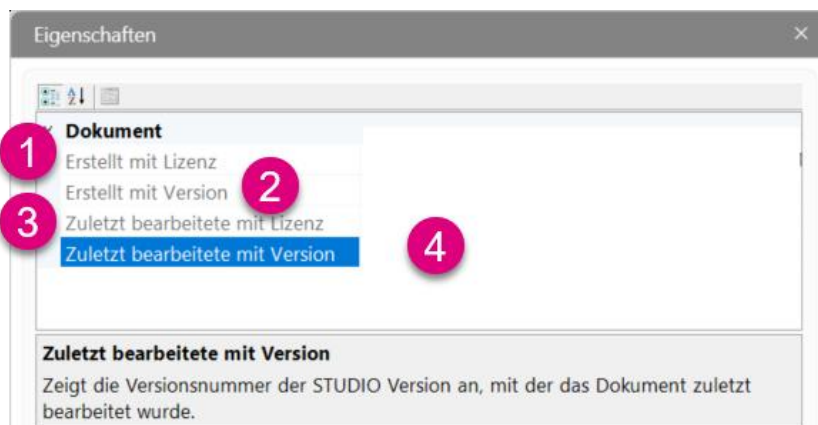 Eigenschaften
Dokument
1
Erstellt mit Lizenz
Erstellt mit Version
2
3
Zuletzt bearbeitete mit Lizenz
Zuletzt bearbeitete mit Version
4
Zuletzt bearbeitete mit Version
Zeigt die Versionsnummer der STUDIO Version an, mit der das Dokument zuletzt
bearbeitet wurde.